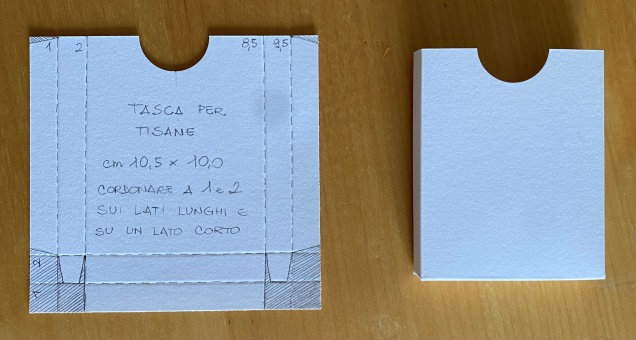 1 2 8,5 9,5
TASCA PER
TISANE
cm 10,5 x 10,0
CORDONARE A 1 e 2
SUI LATI LUNGHI E
SU UN LATO CORTO